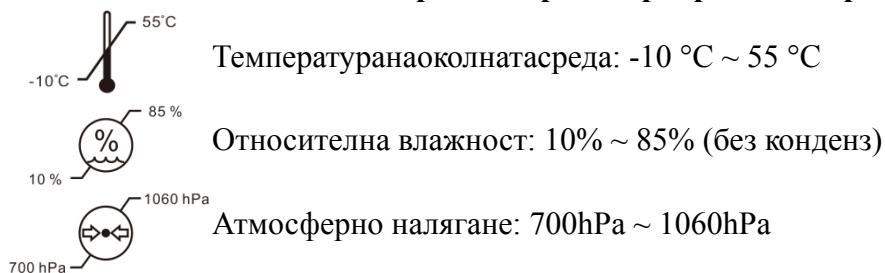 55°C
-10°C
Температуранаоколнатасреда: -10 °C ~ 55 °C
85 %
%
10 %
Относителна влажност: 10% ~ 85% (без конденз)
1060 hPa
700 hPa
Атмосферно налягане: 700hPa ~ 1060hPa